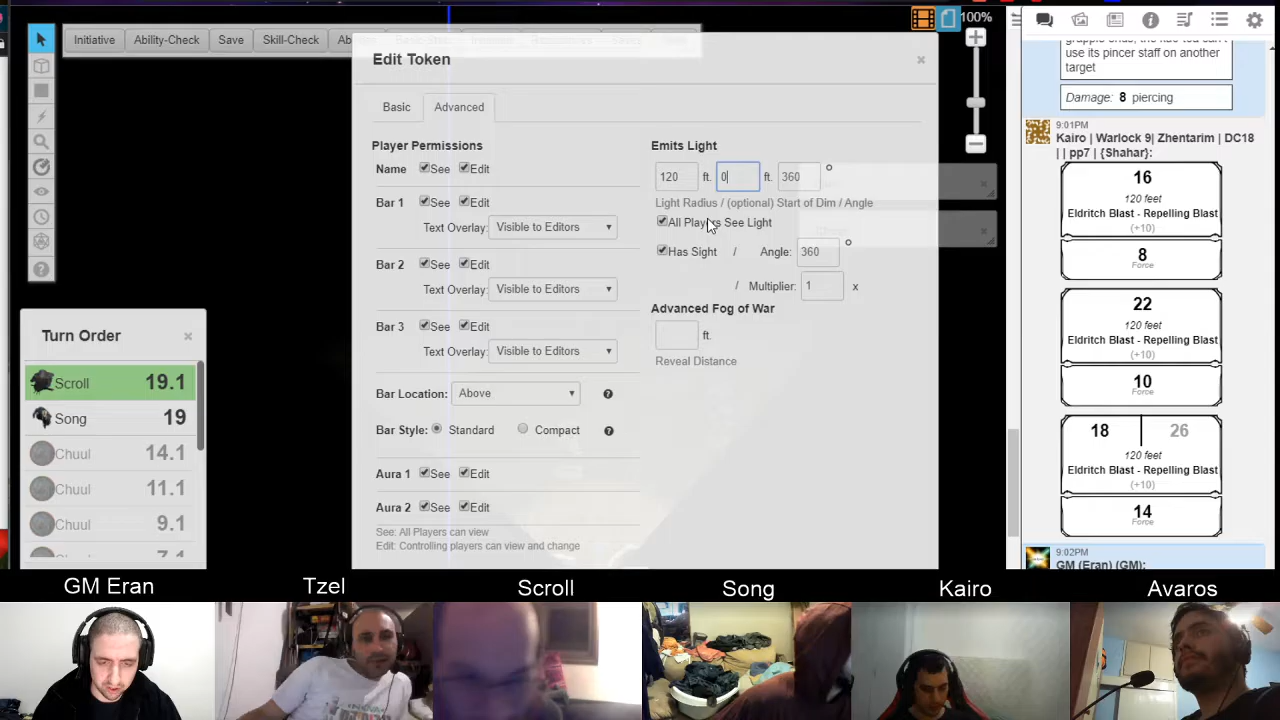 100%
Initiative
Ability-Check
Save
Skill-Check
Edit Token
Basic
Advanced
Player Permissions
Name See Edit
Bar 1 See Edit
Text Overlay: Visible to Editors
Bar 2 See Edit
Text Overlay: Visible to Editors
Bar 3 See Edit
Text Overlay: Visible to Editors
Bar Location: Above
Bar Style: Standard Compact
Aura 1 See Edit
Aura 2 See Edit
See: All Players can view
Edit: Controlling players can view and change
Emits Light
120 ft. 0 ft. 360 °
Light Radius / (optional) Start of Dim / Angle
All Players See Light
Has Sight / Angle: 360 °
/ Multiplier: 1 x
Advanced Fog of War
ft.
Reveal Distance
Turn Order
Scroll 19.1
Song 19
Chuul 14.1
Chuul 11.1
Chuul 9.1
use its pincer staff on another
target
Damage: 8 piercing
9:01PM
Kairo | Warlock 9| Zhentarim | DC18
| | pp7 | {Shahar}:
16
120 feet
Eldritch Blast - Repelling Blast
(+10)
8
Force
22
120 feet
Eldritch Blast - Repelling Blast
(+10)
10
Force
18 26
120 feet
Eldritch Blast - Repelling Blast
(+10)
14
Force
9:02PM
GM (Eran) (GM):
GM Eran
Tzel
Scroll
Song
Kairo
Avaros